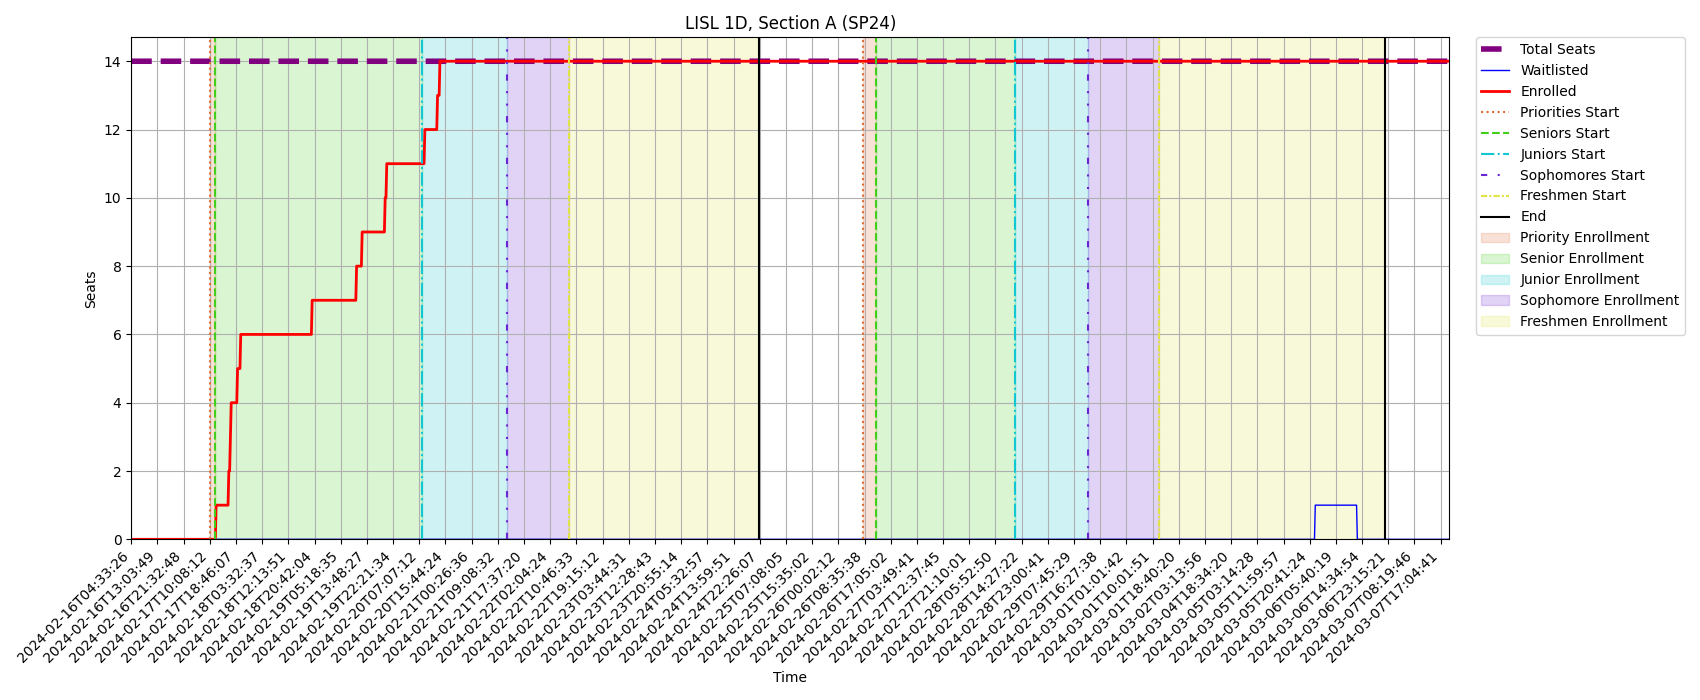 LISL 1D, Section A (SP24)
Seats
14
12
10
8
6
4
2
0
2024-02-16T04:33:26
2024-02-16T13:03:49
2024-02-16T21:32:48
2024-02-17T10:08:12
2024-02-17T18:46:07
2024-02-18T03:32:37
2024-02-18T12:13:51
2024-02-18T20:42:04
2024-02-19T05:18:35
2024-02-19T13:48:27
2024-02-19T22:21:34
2024-02-20T07:07:12
2024-02-20T15:44:24
2024-02-21T00:26:36
2024-02-21T09:08:32
2024-02-21T17:37:20
2024-02-22T02:04:24
2024-02-22T10:46:33
2024-02-22T19:15:12
2024-02-23T03:44:31
2024-02-23T12:28:43
2024-02-23T20:55:14
2024-02-24T05:32:57
2024-02-24T13:59:51
2024-02-24T22:26:07
2024-02-25T07:08:05
2024-02-25T15:35:02
2024-02-26T00:02:12
2024-02-26T08:35:38
2024-02-26T17:05:02
2024-02-27T03:49:41
2024-02-27T12:37:45
2024-02-27T21:10:01
2024-02-28T05:52:50
2024-02-28T14:27:22
2024-02-28T23:00:41
2024-02-29T07:45:29
2024-02-29T16:27:38
2024-03-01T01:01:42
2024-03-01T10:01:51
2024-03-01T18:40:20
2024-03-02T03:13:56
2024-03-04T18:34:20
2024-03-05T03:14:28
2024-03-05T11:59:57
2024-03-05T20:41:24
2024-03-06T05:40:19
2024-03-06T14:34:54
2024-03-06T23:15:21
2024-03-07T08:19:46
2024-03-07T17:04:41
Time
Total Seats
Waitlisted
Enrolled
Priorities Start
Seniors Start
Juniors Start
Sophomores Start
Freshmen Start
End
Priority Enrollment
Senior Enrollment
Junior Enrollment
Sophomore Enrollment
Freshmen Enrollment